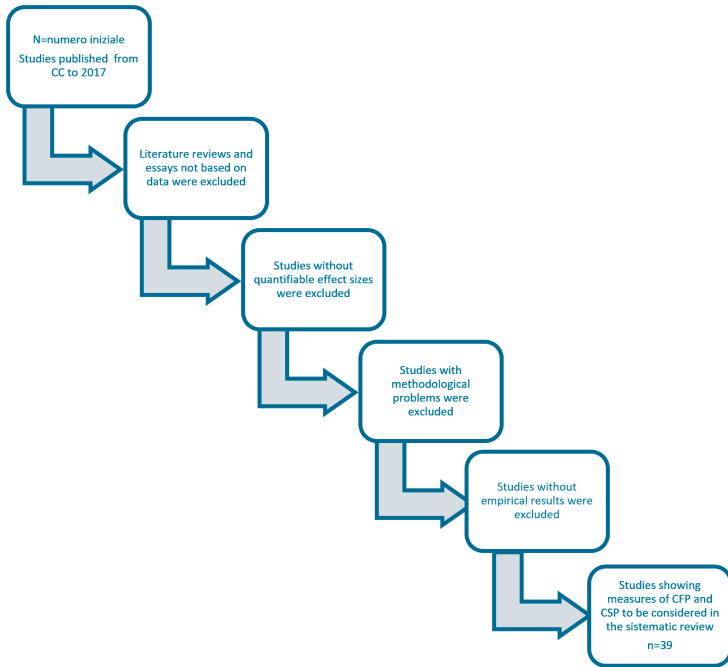 N=numero iniziale
Studies published from
CC to 2017
Literature reviews and
essays not based on
data were excluded
Studies without
quantifiable effect sizes
were excluded
Studies with
methodological
problems were
excluded
Studies without
empirical results were
excluded
Studies showing
measures of CFP and
CSP to be considered in
the sistematic review
n=39